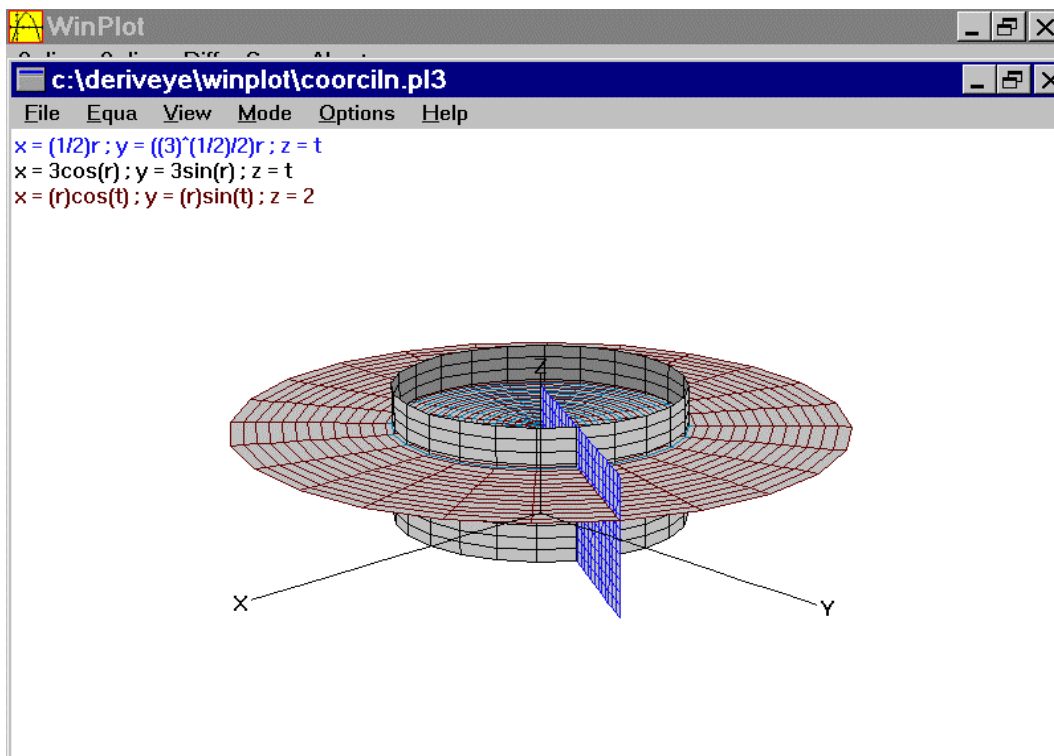 WinPlot
c:\deriveye\winplot\coorciln.pl3
File Equa View Mode Options Help
x = (1/2)r ; y = ((3)^(1/2)/2)r ; z = t
x = 3cos(r) ; y = 3sin(r) ; z = t
x = (r)cos(t) ; y = (r)sin(t) ; z = 2
Z
X
Y